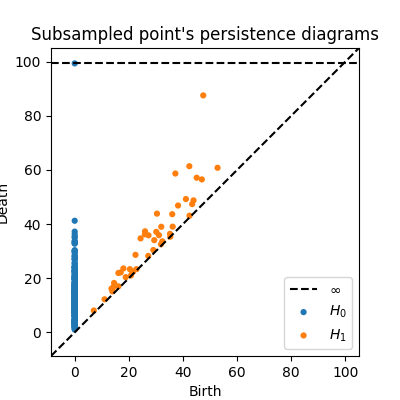 Subsampled point's persistence diagrams
100
80
60
40
20
0
Death
0 20 40 60 80 100
Birth
∞
H₀
H₁